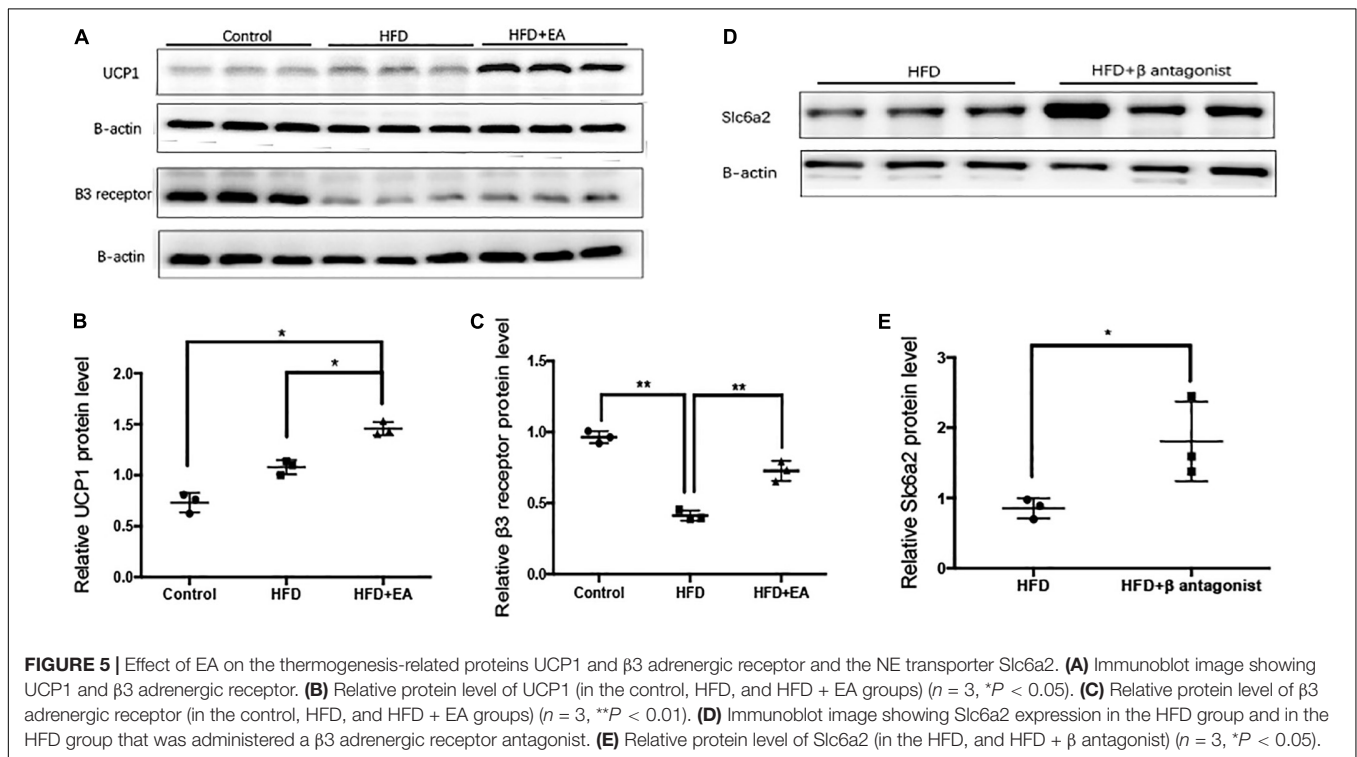 A
Control HFD HFD+EA
UCP1
B-actin
B3 receptor
B-actin
D
HFD HFD+β antagonist
Slc6a2
B-actin
B
Relative UCP1 protein level
2.0
1.5
1.0
0.5
0.0
*
*
Control HFD HFD+EA
C
Relative β3 receptor protein level
1.5
1.0
0.5
0.0
**
**
Control HFD HFD+EA
E
Relative Slc6a2 protein level
3
2
1
0
*
HFD HFD+β antagonist
FIGURE 5 | Effect of EA on the thermogenesis-related proteins UCP1 and β3 adrenergic receptor and the NE transporter Slc6a2. (A) Immunoblot image showing
UCP1 and β3 adrenergic receptor. (B) Relative protein level of UCP1 (in the control, HFD, and HFD + EA groups) (n = 3, *P < 0.05). (C) Relative protein level of β3
adrenergic receptor (in the control, HFD, and HFD + EA groups) (n = 3, **P < 0.01). (D) Immunoblot image showing Slc6a2 expression in the HFD group and in the
HFD group that was administered a β3 adrenergic receptor antagonist. (E) Relative protein level of Slc6a2 (in the HFD, and HFD + β antagonist) (n = 3, *P < 0.05).